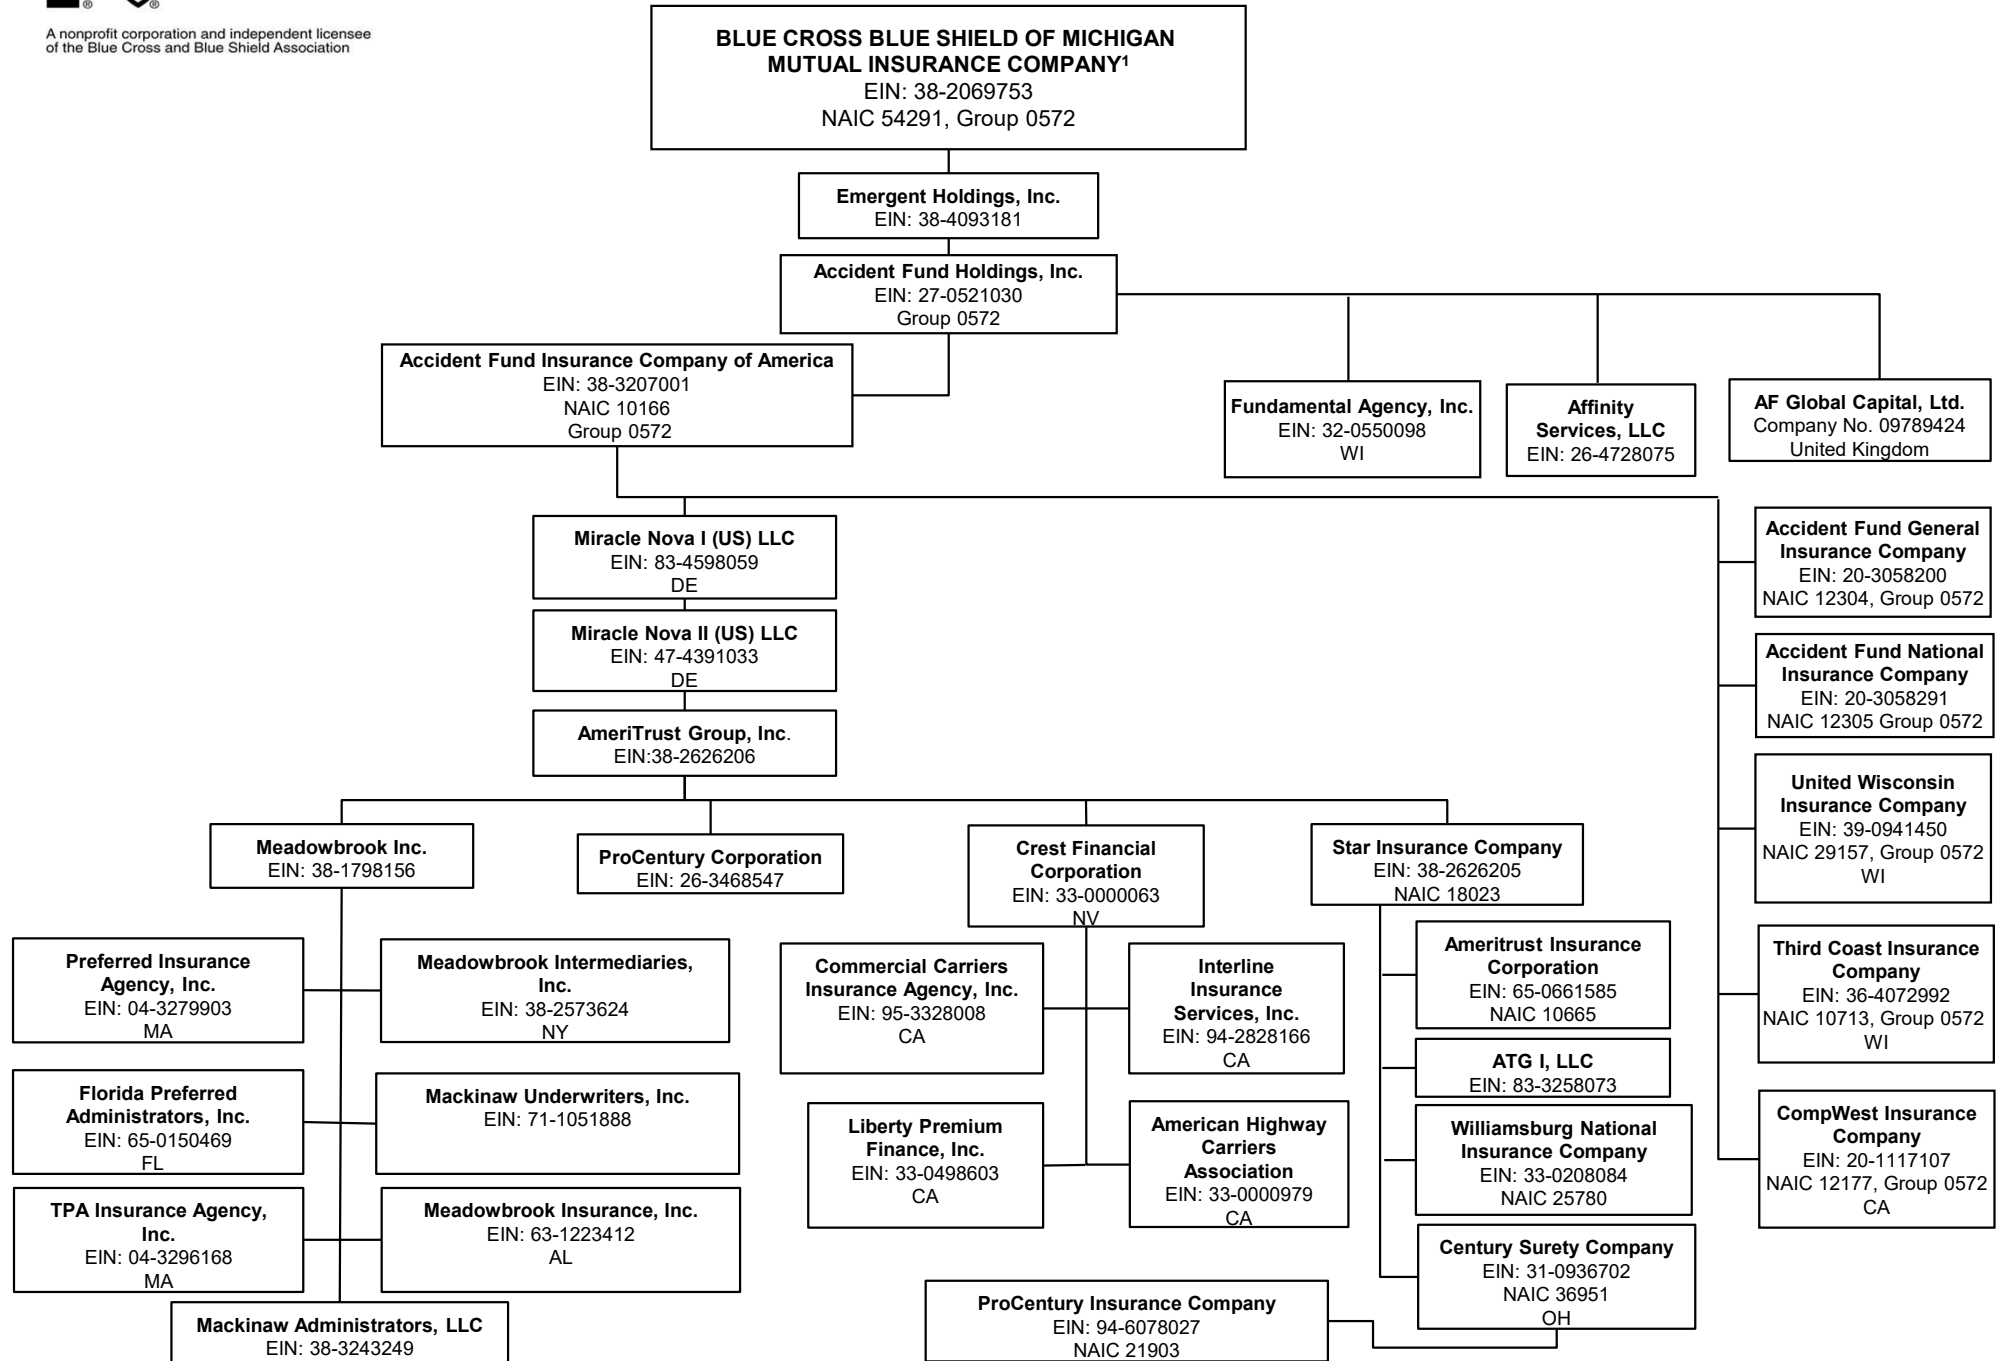 ®
®
A nonprofit corporation and independent licensee
of the Blue Cross and Blue Shield Association
BLUE CROSS BLUE SHIELD OF MICHIGAN
MUTUAL INSURANCE COMPANY¹
EIN: 38-2069753
NAIC 54291, Group 0572
Emergent Holdings, Inc.
EIN: 38-4093181
Accident Fund Holdings, Inc.
EIN: 27-0521030
Group 0572
Accident Fund Insurance Company of America
EIN: 38-3207001
NAIC 10166
Group 0572
Fundamental Agency, Inc.
EIN: 32-0550098
WI
Affinity
Services, LLC
EIN: 26-4728075
AF Global Capital, Ltd.
Company No. 09789424
United Kingdom
Miracle Nova I (US) LLC
EIN: 83-4598059
DE
Miracle Nova II (US) LLC
EIN: 47-4391033
DE
AmeriTrust Group, Inc.
EIN:38-2626206
Accident Fund General
Insurance Company
EIN: 20-3058200
NAIC 12304, Group 0572
Accident Fund National
Insurance Company
EIN: 20-3058291
NAIC 12305 Group 0572
United Wisconsin
Insurance Company
EIN: 39-0941450
NAIC 29157, Group 0572
WI
Third Coast Insurance
Company
EIN: 36-4072992
NAIC 10713, Group 0572
WI
CompWest Insurance
Company
EIN: 20-1117107
NAIC 12177, Group 0572
CA
Meadowbrook Inc.
EIN: 38-1798156
ProCentury Corporation
EIN: 26-3468547
Crest Financial
Corporation
EIN: 33-0000063
NV
Star Insurance Company
EIN: 38-2626205
NAIC 18023
Preferred Insurance
Agency, Inc.
EIN: 04-3279903
MA
Meadowbrook Intermediaries,
Inc.
EIN: 38-2573624
NY
Florida Preferred
Administrators, Inc.
EIN: 65-0150469
FL
Mackinaw Underwriters, Inc.
EIN: 71-1051888
TPA Insurance Agency,
Inc.
EIN: 04-3296168
MA
Meadowbrook Insurance, Inc.
EIN: 63-1223412
AL
Mackinaw Administrators, LLC
EIN: 38-3243249
Commercial Carriers
Insurance Agency, Inc.
EIN: 95-3328008
CA
Interline
Insurance
Services, Inc.
EIN: 94-2828166
CA
Liberty Premium
Finance, Inc.
EIN: 33-0498603
CA
American Highway
Carriers
Association
EIN: 33-0000979
CA
Ameritrust Insurance
Corporation
EIN: 65-0661585
NAIC 10665
ATG I, LLC
EIN: 83-3258073
Williamsburg National
Insurance Company
EIN: 33-0208084
NAIC 25780
Century Surety Company
EIN: 31-0936702
NAIC 36951
OH
ProCentury Insurance Company
EIN: 94-6078027
NAIC 21903